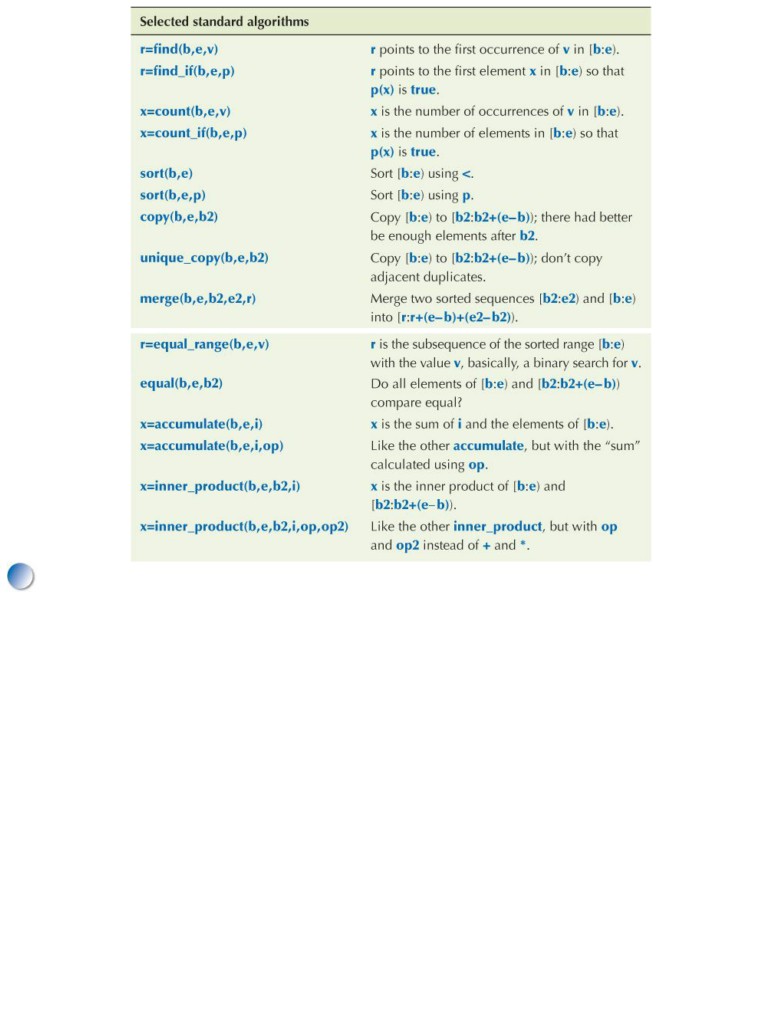 Selected standard algorithms
r=find(b,e,v) r points to the first occurrence of v in [b:e).
r=find_if(b,e,p) r points to the first element x in [b:e) so that
p(x) is true.
x=count(b,e,v) x is the number of occurrences of v in [b:e).
x=count_if(b,e,p) x is the number of elements in [b:e) so that
p(x) is true.
sort(b,e) Sort [b:e) using <.
sort(b,e,p) Sort [b:e) using p.
copy(b,e,b2) Copy [b:e) to [b2:b2+(e–b)); there had better
be enough elements after b2.
unique_copy(b,e,b2) Copy [b:e) to [b2:b2+(e–b)); don’t copy
adjacent duplicates.
merge(b,e,b2,e2,r) Merge two sorted sequences [b2:e2) and [b:e)
into [r:r+(e–b)+(e2–b2)).
r=equal_range(b,e,v) r is the subsequence of the sorted range [b:e)
with the value v, basically, a binary search for v.
equal(b,e,b2) Do all elements of [b:e) and [b2:b2+(e–b))
compare equal?
x=accumulate(b,e,i) x is the sum of i and the elements of [b:e).
x=accumulate(b,e,i,op) Like the other accumulate, but with the “sum”
calculated using op.
x=inner_product(b,e,b2,i) x is the inner product of [b:e) and
[b2:b2+(e–b)).
x=inner_product(b,e,b2,i,op,op2) Like the other inner_product, but with op
and op2 instead of + and *.